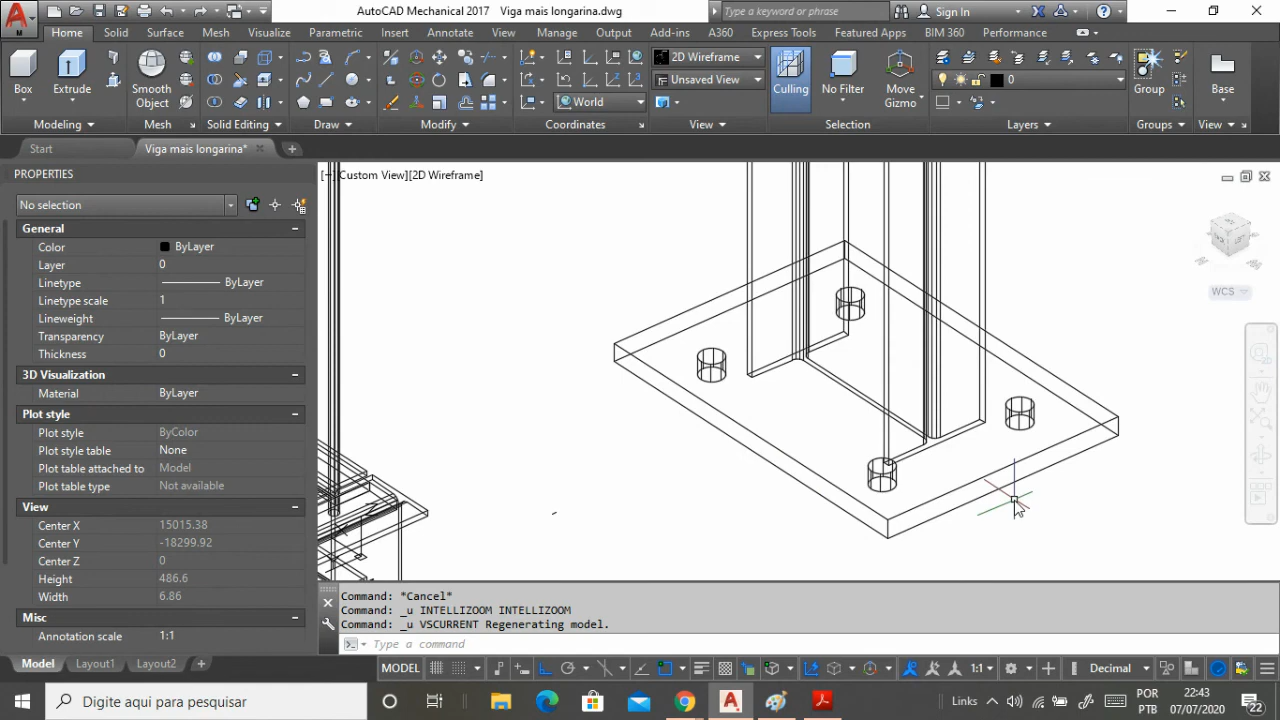 AutoCAD Mechanical 2017 Viga mais longarina.dwg
Type a keyword or phrase
Sign In
Home Solid Surface Mesh Visualize Parametric Insert Annotate View Manage Output Add-ins A360 Express Tools Featured Apps BIM 360 Performance
M
Box
Extrude
Smooth
Object
2D Wireframe
Unsaved View
World
Culling
No Filter
Move
Gizmo
0
Group
Base
Modeling
Mesh
Solid Editing
Draw
Modify
Coordinates
View
Selection
Layers
Groups
View
Start
Viga mais longarina*
PROPERTIES
[−][Custom View][2D Wireframe]
No selection
General
Color ByLayer
Layer 0
Linetype ByLayer
Linetype scale 1
Lineweight ByLayer
Transparency ByLayer
Thickness 0
3D Visualization
Material ByLayer
Plot style
Plot style ByColor
Plot style table None
Plot table attached to Model
Plot table type Not available
View
Center X 15015.38
Center Y -18299.92
Center Z 0
Height 486.6
Width 6.86
Misc
Annotation scale 1:1
WCS
Command: *Cancel*
Command: _u INTELLIZOOM INTELLIZOOM
Command: _u VSCURRENT Regenerating model.
Type a command
Model Layout1 Layout2
MODEL
1:1
Decimal
Digite aqui para pesquisar
Links
POR
PTB
22:43
07/07/2020
22